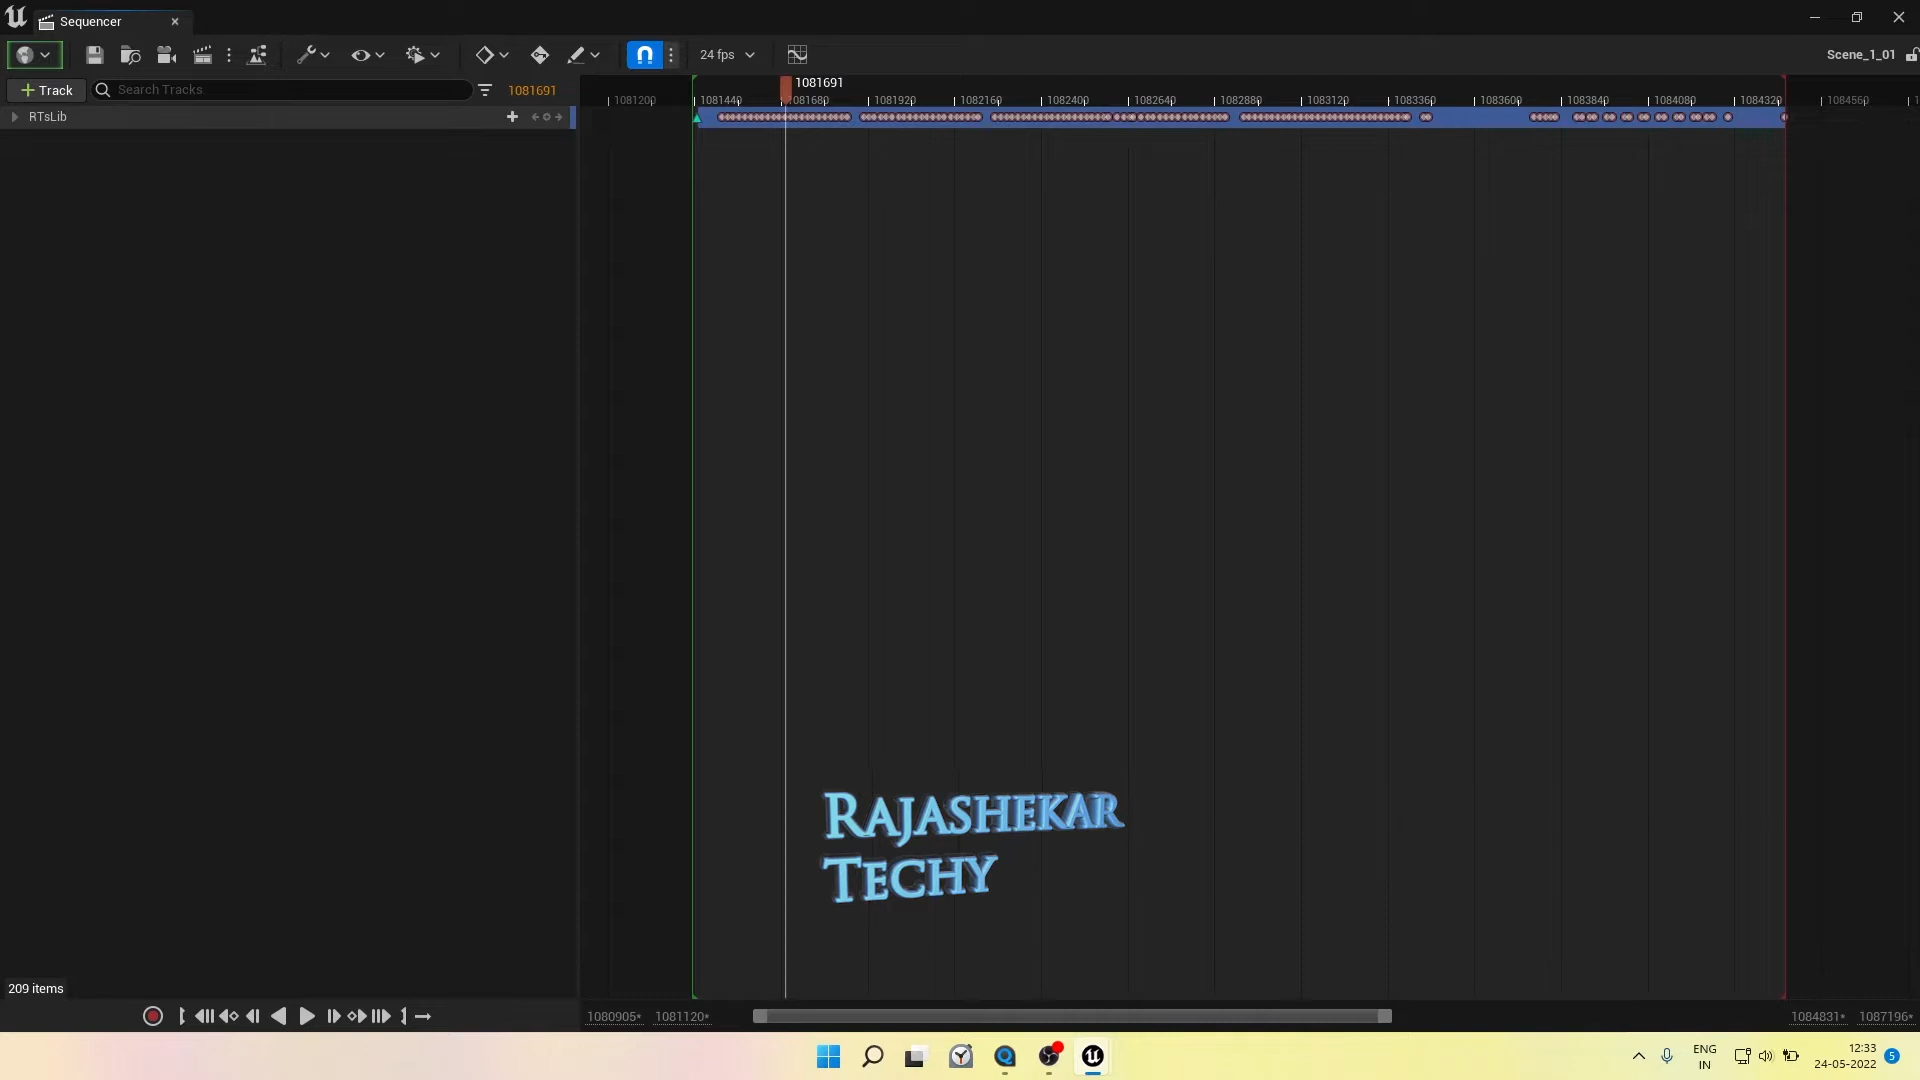 Sequencer
24 fps
Scene_1_01
Track
Search Tracks
1081691
1081691
1081200 1081440 1081680 1081920 1082160 1082400 1082640 1082880 1083120 1083360 1083600 1083840 1084080 1084320 1084560
RTsLib
RAJASHEKAR
TECHY
209 items
1080905* 1081120* 1084831* 1087196*
ENG
IN
12:33
24-05-2022
5